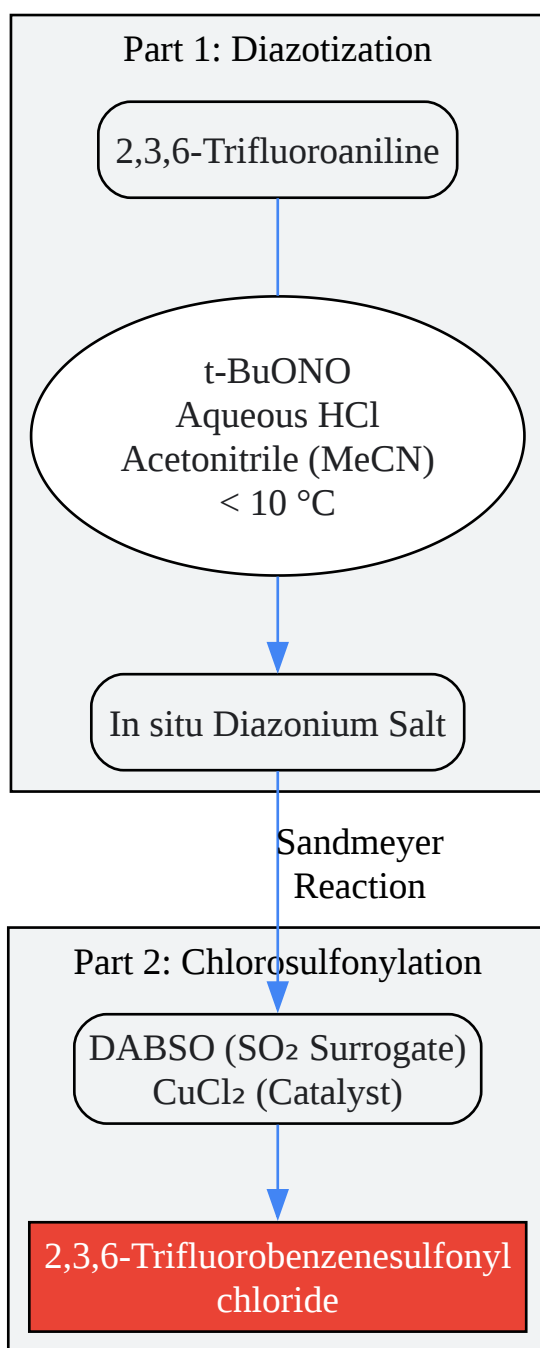 Part 1: Diazotization
2,3,6-Trifluoroaniline
t-BuONO
Aqueous HCl
Acetonitrile (MeCN)
< 10 °C
In situ Diazonium Salt
Sandmeyer
Reaction
Part 2: Chlorosulfonylation
DABSO (SO₂ Surrogate)
CuCl₂ (Catalyst)
2,3,6-Trifluorobenzenesulfonyl
chloride